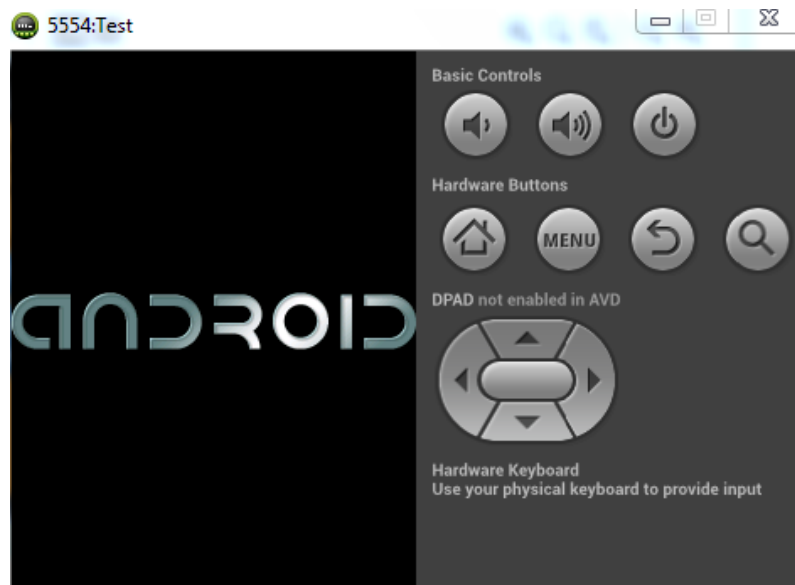 5554:Test
Basic Controls
Hardware Buttons
MENU
ANDROID
DPAD not enabled in AVD
Hardware Keyboard
Use your physical keyboard to provide input